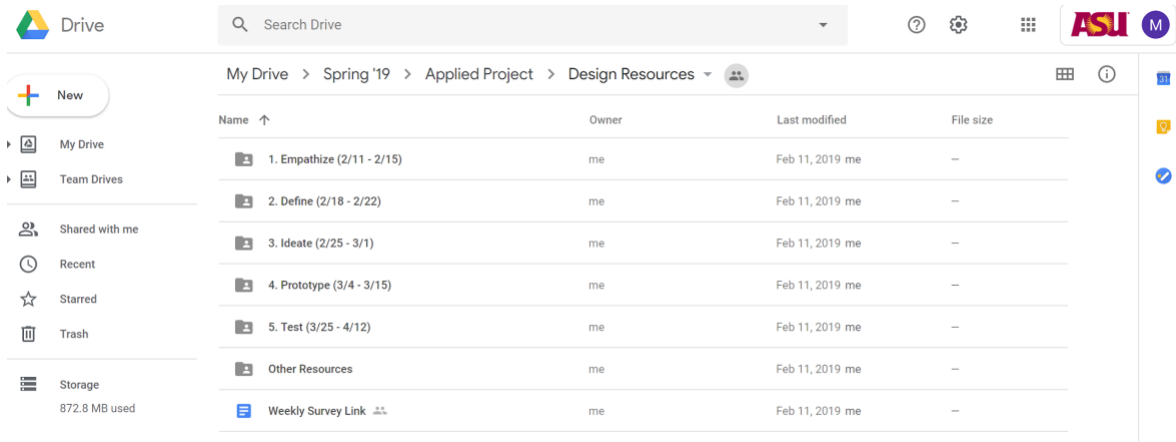 Drive
Search Drive
ASU
M
New
My Drive
Team Drives
Shared with me
Recent
Starred
Trash
Storage
872.8 MB used
My Drive > Spring '19 > Applied Project > Design Resources
Name Owner Last modified File size
1. Empathize (2/11 - 2/15) me Feb 11, 2019 me –
2. Define (2/18 - 2/22) me Feb 11, 2019 me –
3. Ideate (2/25 - 3/1) me Feb 11, 2019 me –
4. Prototype (3/4 - 3/15) me Feb 11, 2019 me –
5. Test (3/25 - 4/12) me Feb 11, 2019 me –
Other Resources me Feb 11, 2019 me –
Weekly Survey Link me Feb 11, 2019 me –
31